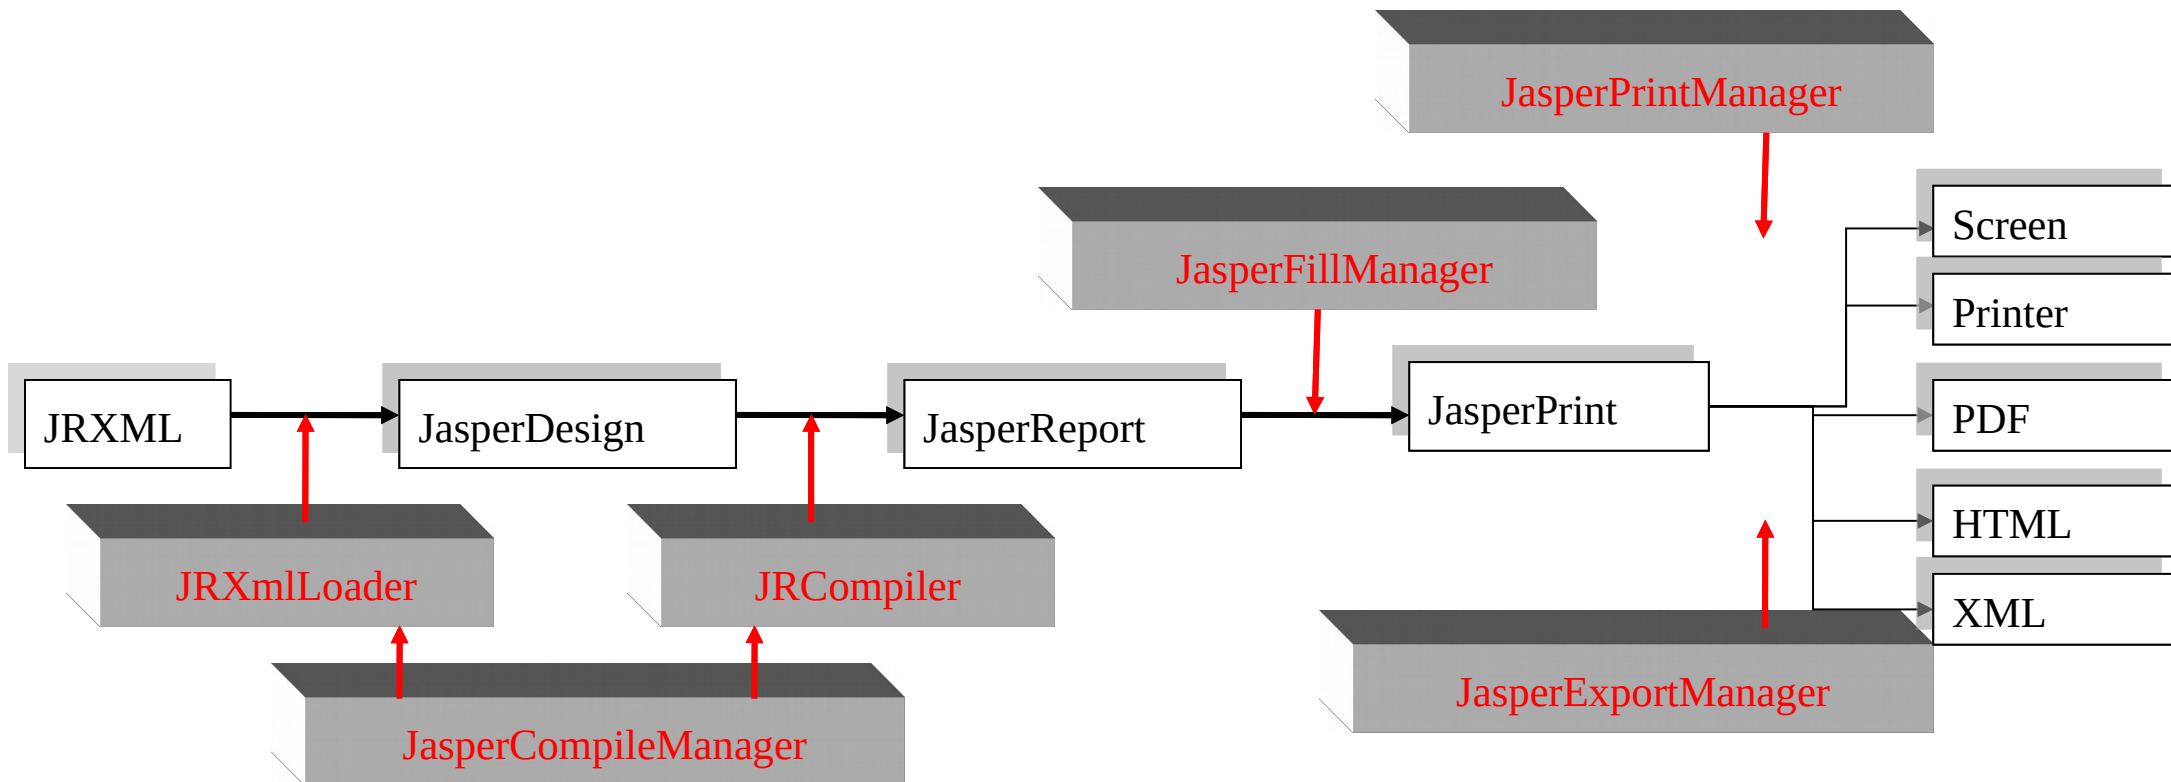 JasperPrintManager
Screen
JasperFillManager
Printer
JRXML
JasperDesign
JasperReport
JasperPrint
PDF
HTML
JRXmlLoader
JRCompiler
XML
JasperExportManager
JasperCompileManager